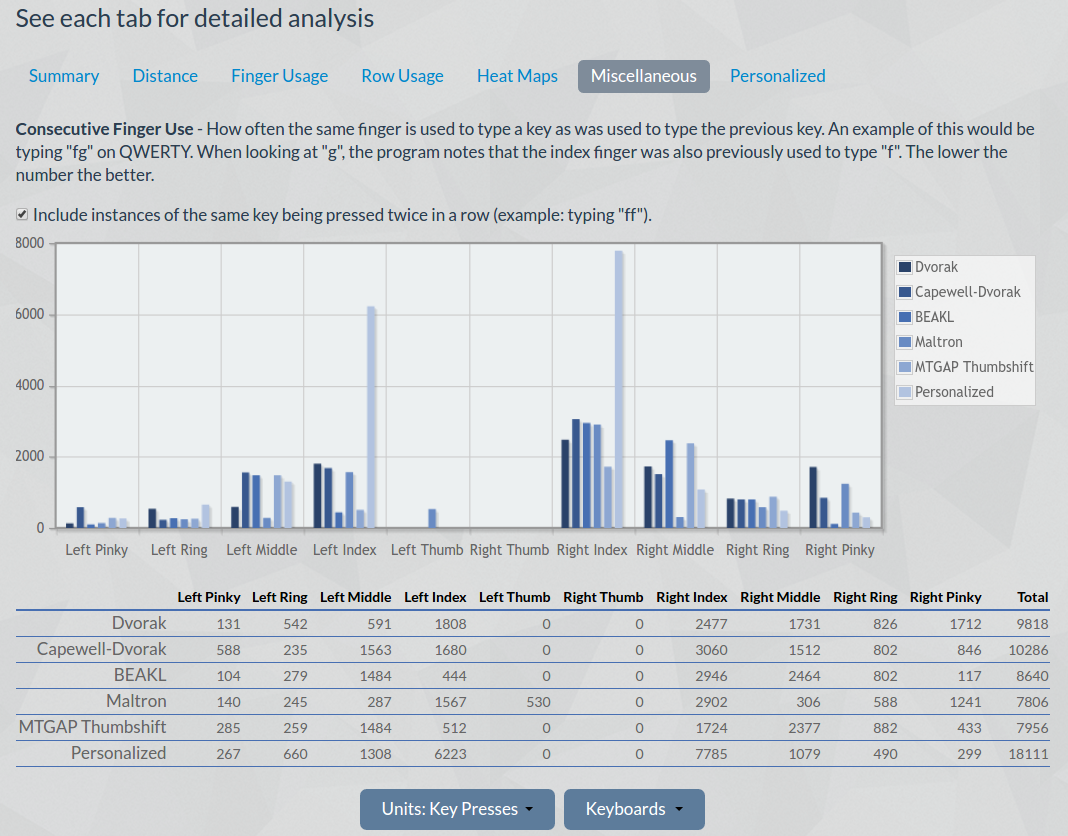 See each tab for detailed analysis
Summary Distance Finger Usage Row Usage Heat Maps Miscellaneous Personalized
Consecutive Finger Use - How often the same finger is used to type a key as was used to type the previous key. An example of this would be
typing "fg" on QWERTY. When looking at "g", the program notes that the index finger was also previously used to type "f". The lower the
number the better.
Include instances of the same key being pressed twice in a row (example: typing "ff").
8000
6000
4000
2000
0
Left Pinky Left Ring Left Middle Left Index Left Thumb Right Thumb Right Index Right Middle Right Ring Right Pinky
Dvorak
Capewell-Dvorak
BEAKL
Maltron
MTGAP Thumbshift
Personalized
Left Pinky Left Ring Left Middle Left Index Left Thumb Right Thumb Right Index Right Middle Right Ring Right Pinky Total
Dvorak 131 542 591 1808 0 0 2477 1731 826 1712 9818
Capewell-Dvorak 588 235 1563 1680 0 0 3060 1512 802 846 10286
BEAKL 104 279 1484 444 0 0 2946 2464 802 117 8640
Maltron 140 245 287 1567 530 0 2902 306 588 1241 7806
MTGAP Thumbshift 285 259 1484 512 0 0 1724 2377 882 433 7956
Personalized 267 660 1308 6223 0 0 7785 1079 490 299 18111
Units: Key Presses Keyboards